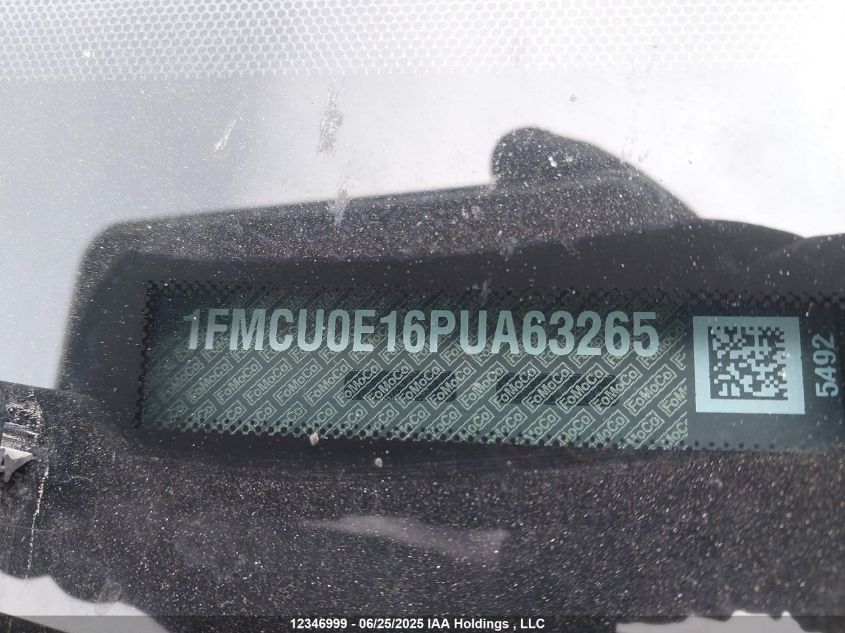 1FMCU0E16PUA63265
5492
12346999 - 06/25/2025 IAA Holdings , LLC